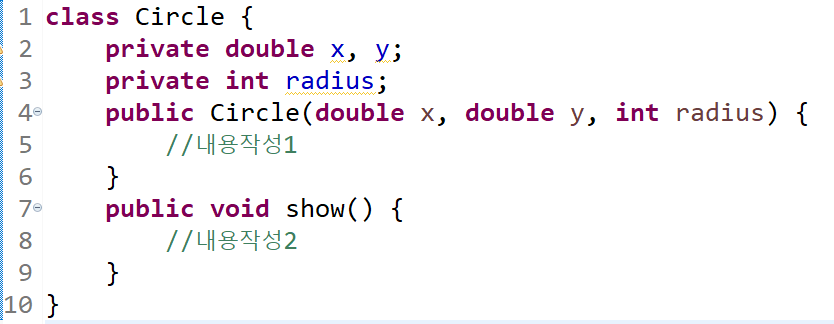 1 class Circle {
2     private double x, y;
3     private int radius;
4     public Circle(double x, double y, int radius) {
5         //내용작성1
6     }
7     public void show() {
8         //내용작성2
9     }
10 }